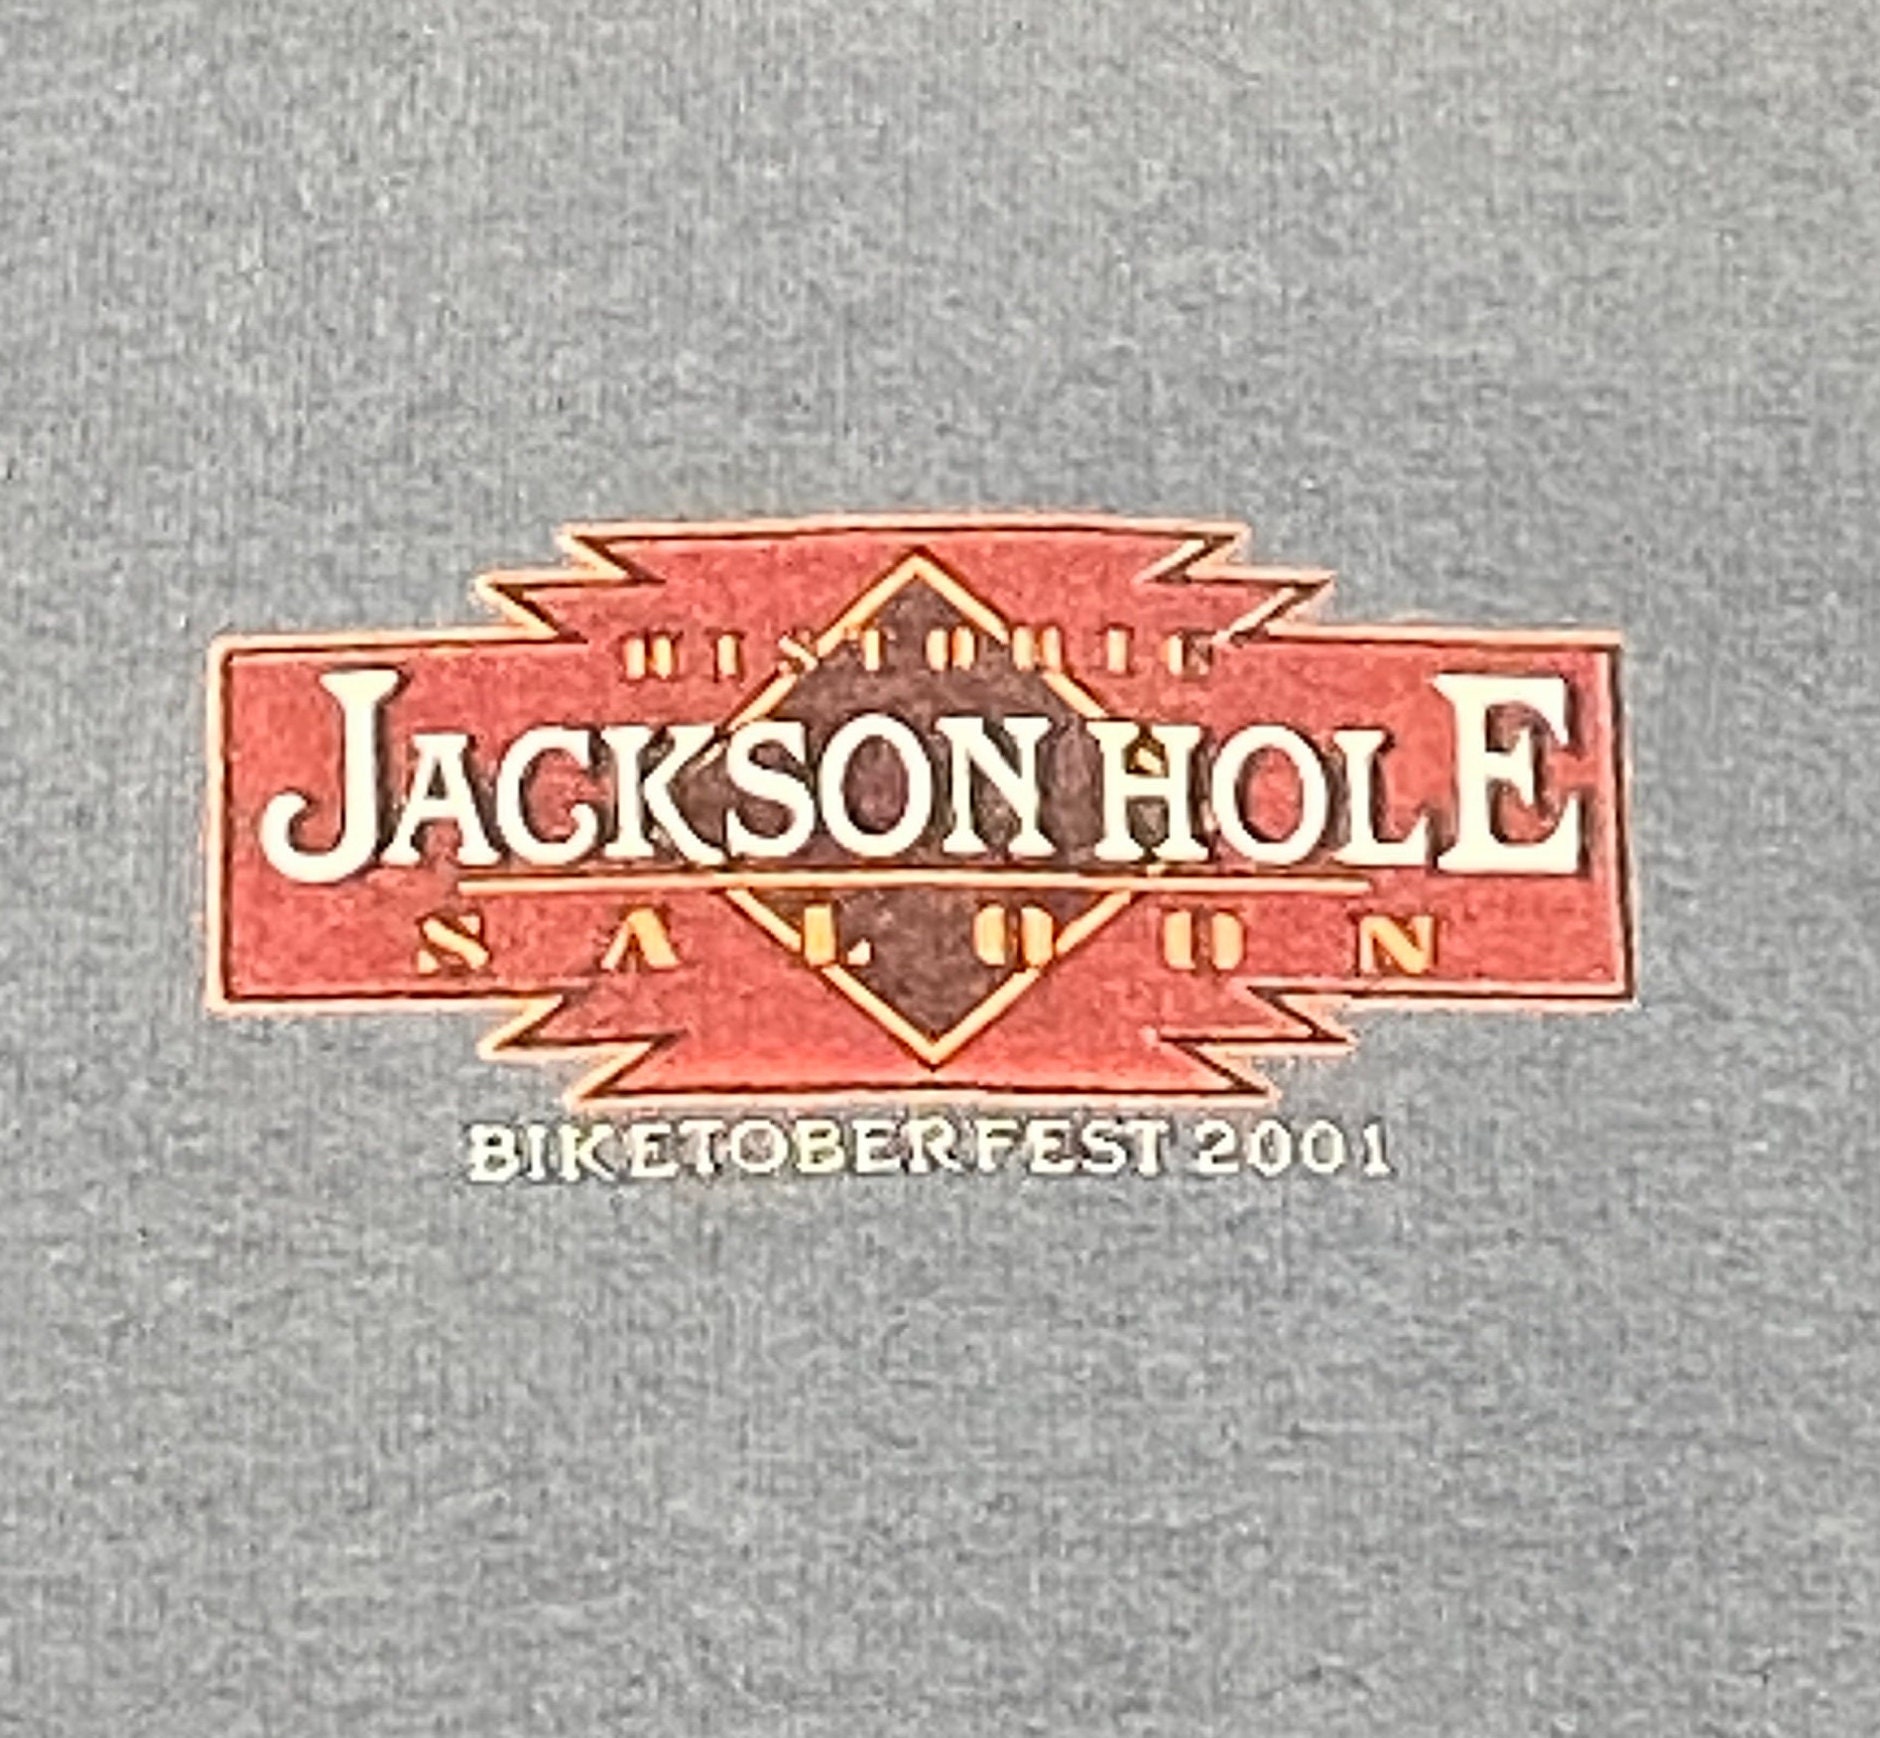 HISTORIC
JACKSON HOLE
SALOON
BIKETOBERFEST 2001